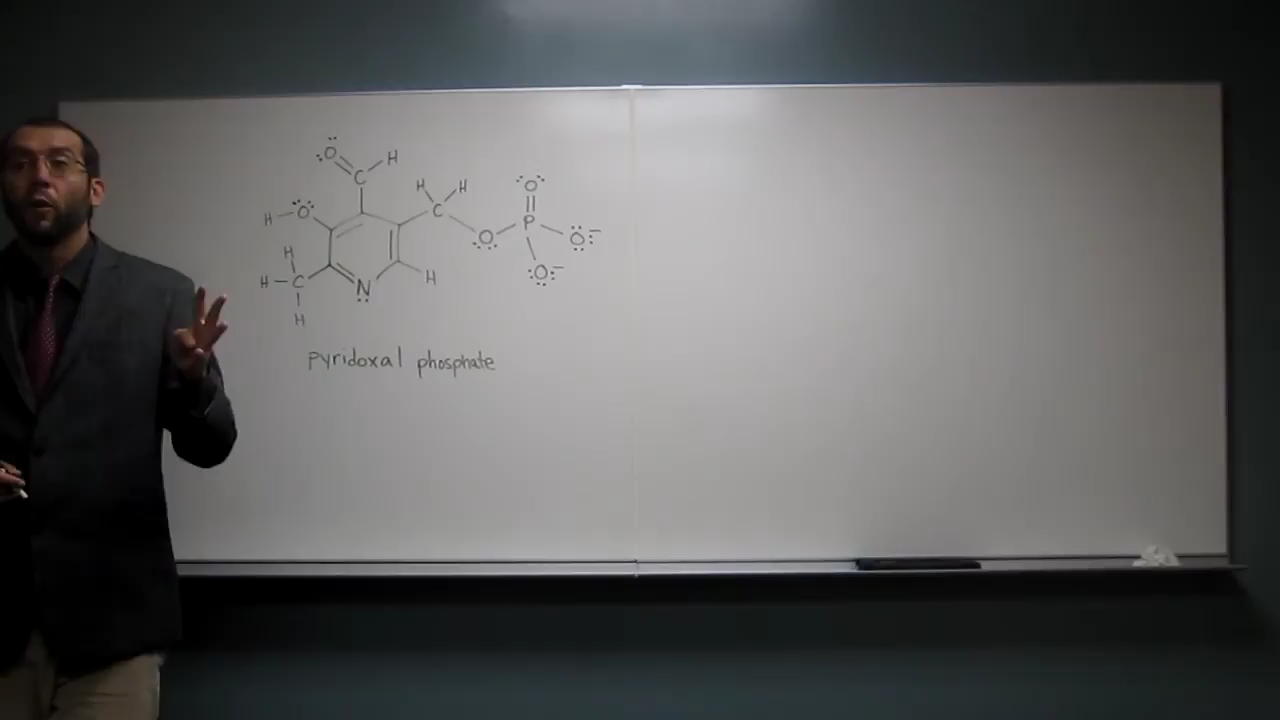 O H
C H H O
H O C P
H O O⁻
H C H O⁻
N
H
pyridoxal phosphate